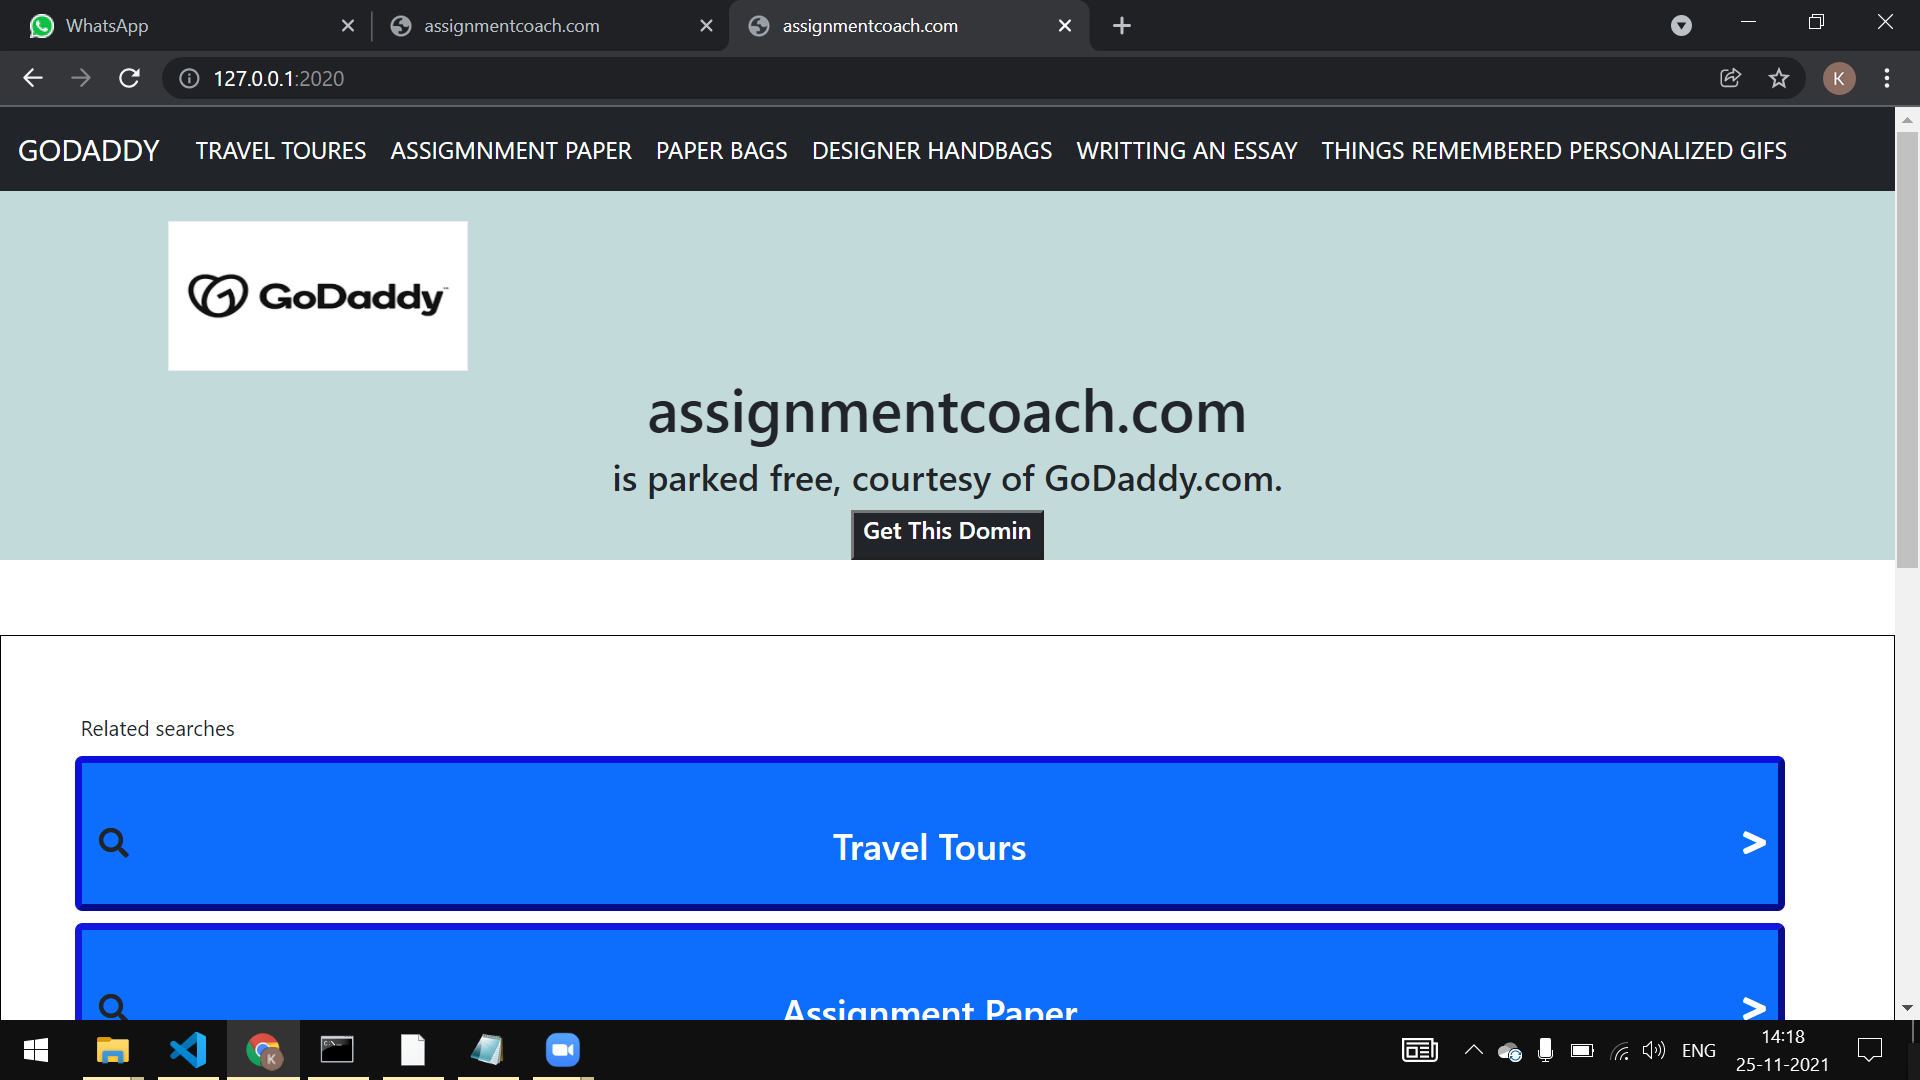 WhatsApp
assignmentcoach.com
assignmentcoach.com
127.0.0.1:2020
K
GODADDY TRAVEL TOURES ASSIGMNMENT PAPER PAPER BAGS DESIGNER HANDBAGS WRITTING AN ESSAY THINGS REMEMBERED PERSONALIZED GIFS
GoDaddy
assignmentcoach.com
is parked free, courtesy of GoDaddy.com.
Get This Domin
Related searches
Travel Tours >
Assignment Paper >
K
ENG
14:18
25-11-2021